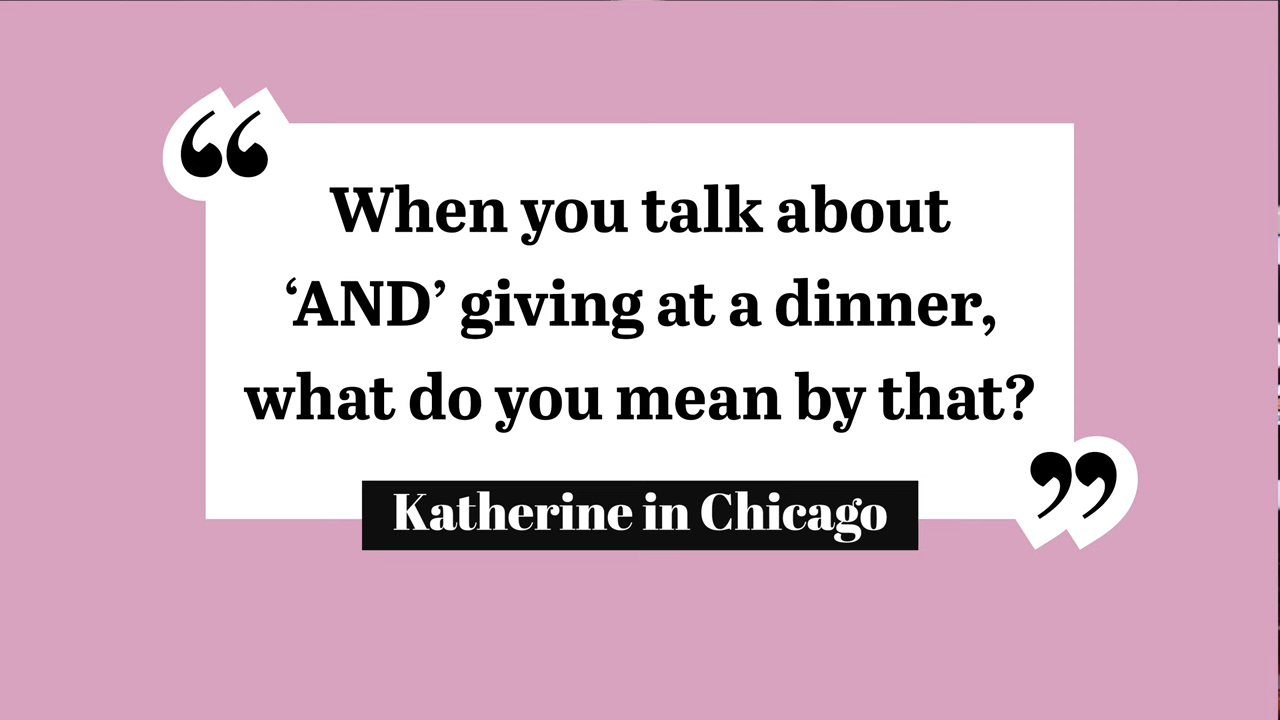 “
When you talk about
‘AND’ giving at a dinner,
what do you mean by that?
”
Katherine in Chicago